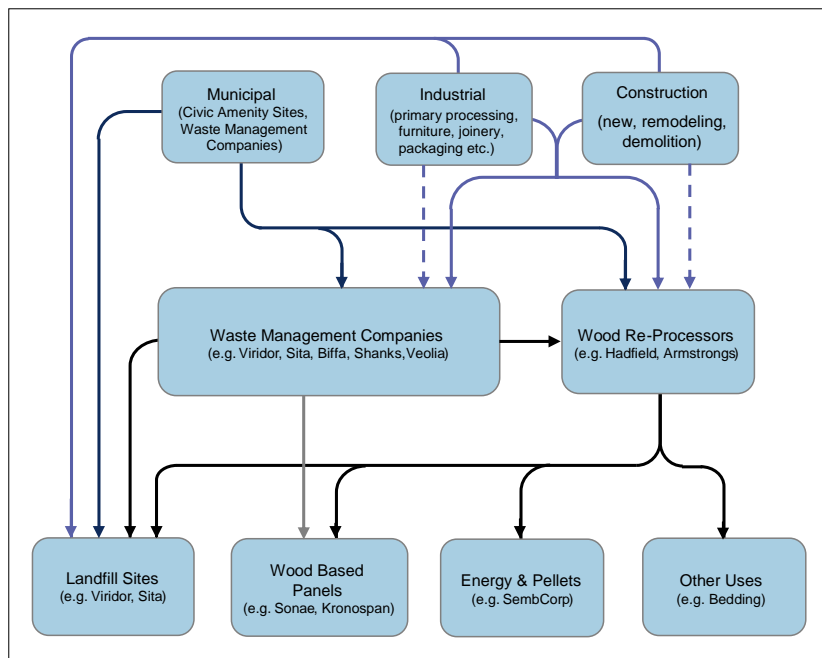 Municipal
(Civic Amenity Sites,
Waste Management
Companies)
Industrial
(primary processing,
furniture, joinery,
packaging etc.)
Construction
(new, remodeling,
demolition)
Waste Management Companies
(e.g. Viridor, Sita, Biffa, Shanks,Veolia)
Wood Re-Processors
(e.g. Hadfield, Armstrongs)
Landfill Sites
(e.g. Viridor, Sita)
Wood Based
Panels
(e.g. Sonae, Kronospan)
Energy & Pellets
(e.g. SembCorp)
Other Uses
(e.g. Bedding)